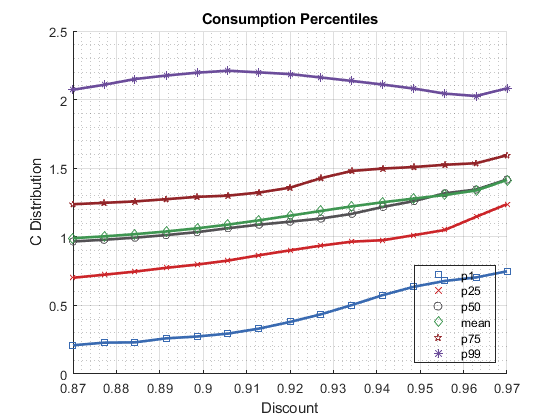 Consumption Percentiles
C Distribution
2.5
2
1.5
1
0.5
0
0.87 0.88 0.89 0.9 0.91 0.92 0.93 0.94 0.95 0.96 0.97
Discount
p1
p25
p50
mean
p75
p99